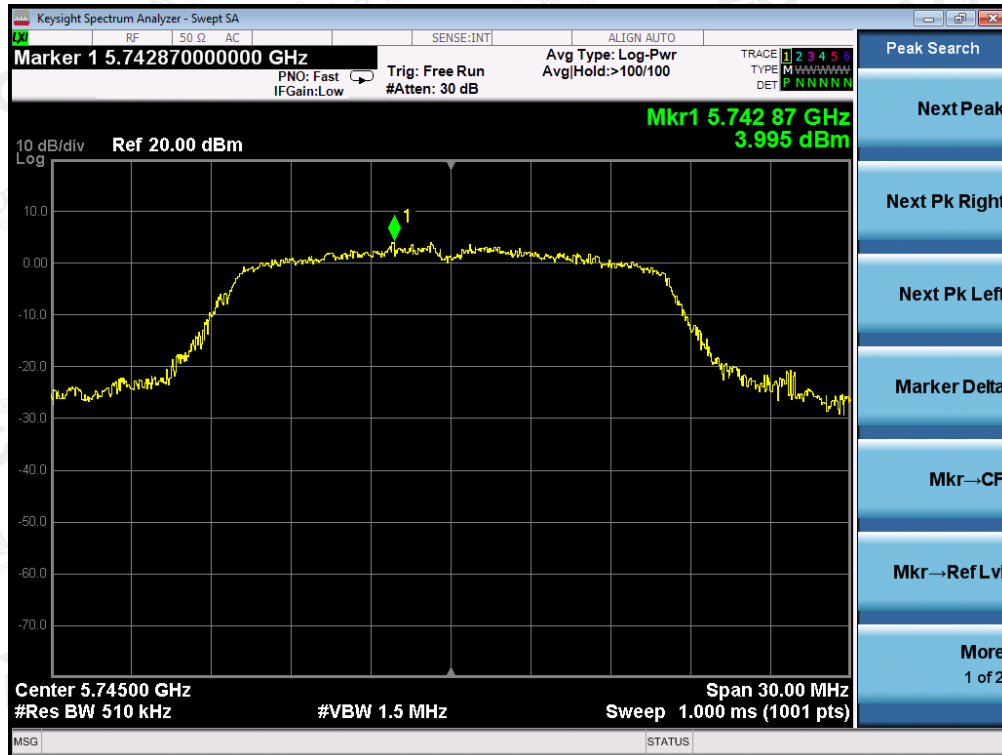 Keysight Spectrum Analyzer - Swept SA
LXI RF 50 Ω AC SENSE:INT ALIGN AUTO
Marker 1 5.742870000000 GHz
PNO: Fast
IFGain:Low
Trig: Free Run
#Atten: 30 dB
Avg Type: Log-Pwr
Avg|Hold:>100/100
TRACE 1 2 3 4 5 6
TYPE M WWWWW
DET P N N N N N
Mkr1 5.742 87 GHz
3.995 dBm
10 dB/div Ref 20.00 dBm
Log
1
10.0
0.00
-10.0
-20.0
-30.0
-40.0
-50.0
-60.0
-70.0
Center 5.74500 GHz Span 30.00 MHz
#Res BW 510 kHz #VBW 1.5 MHz Sweep 1.000 ms (1001 pts)
MSG STATUS
Peak Search
Next Peak
Next Pk Right
Next Pk Left
Marker Delta
Mkr→CF
Mkr→Ref Lvl
More
1 of 2